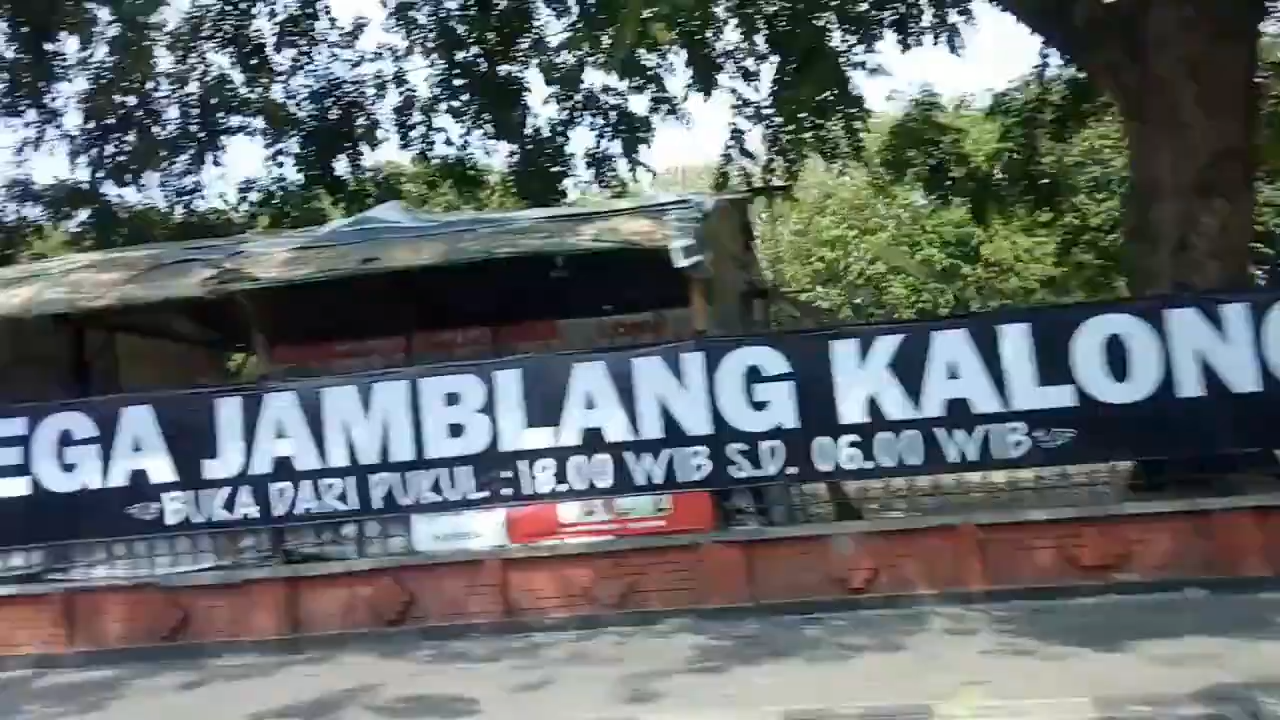 EGA JAMBLANG KALONG
BUKA DARI PUKUL : 18.00 WIB S.D. 06.00 WIB